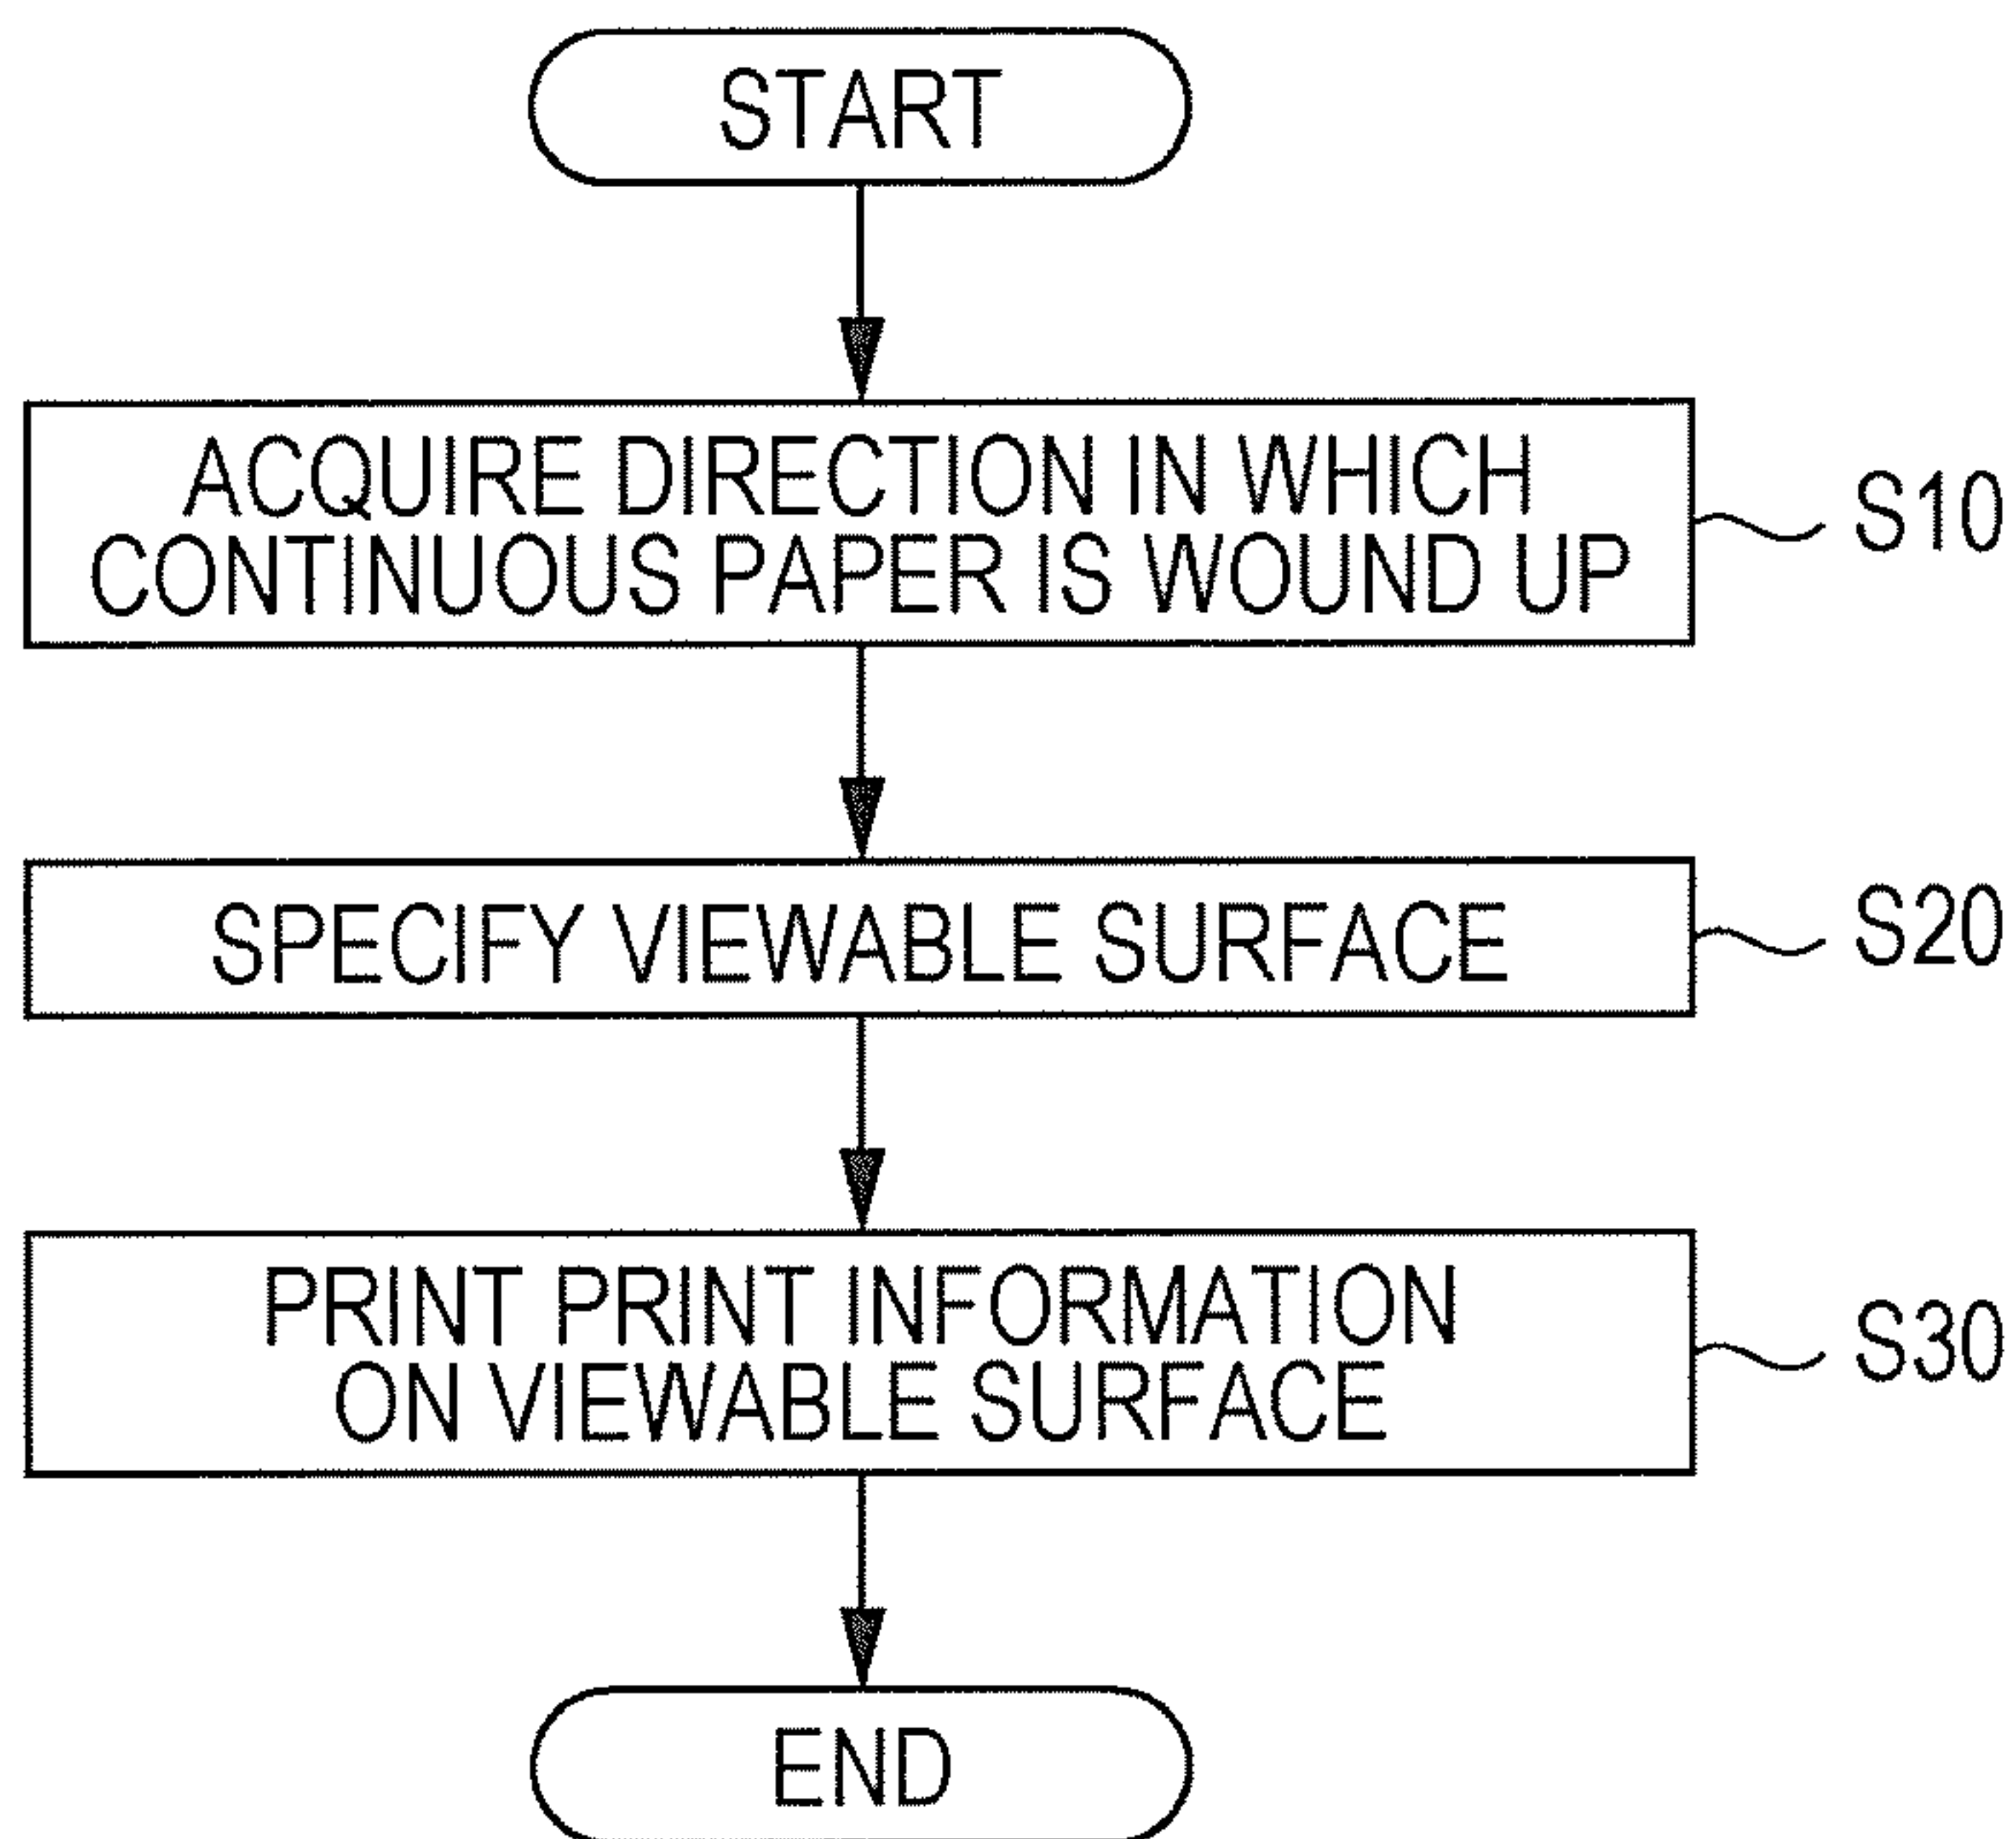 START
ACQUIRE DIRECTION IN WHICH
CONTINUOUS PAPER IS WOUND UP
S10
SPECIFY VIEWABLE SURFACE
S20
PRINT PRINT INFORMATION
ON VIEWABLE SURFACE
S30
END